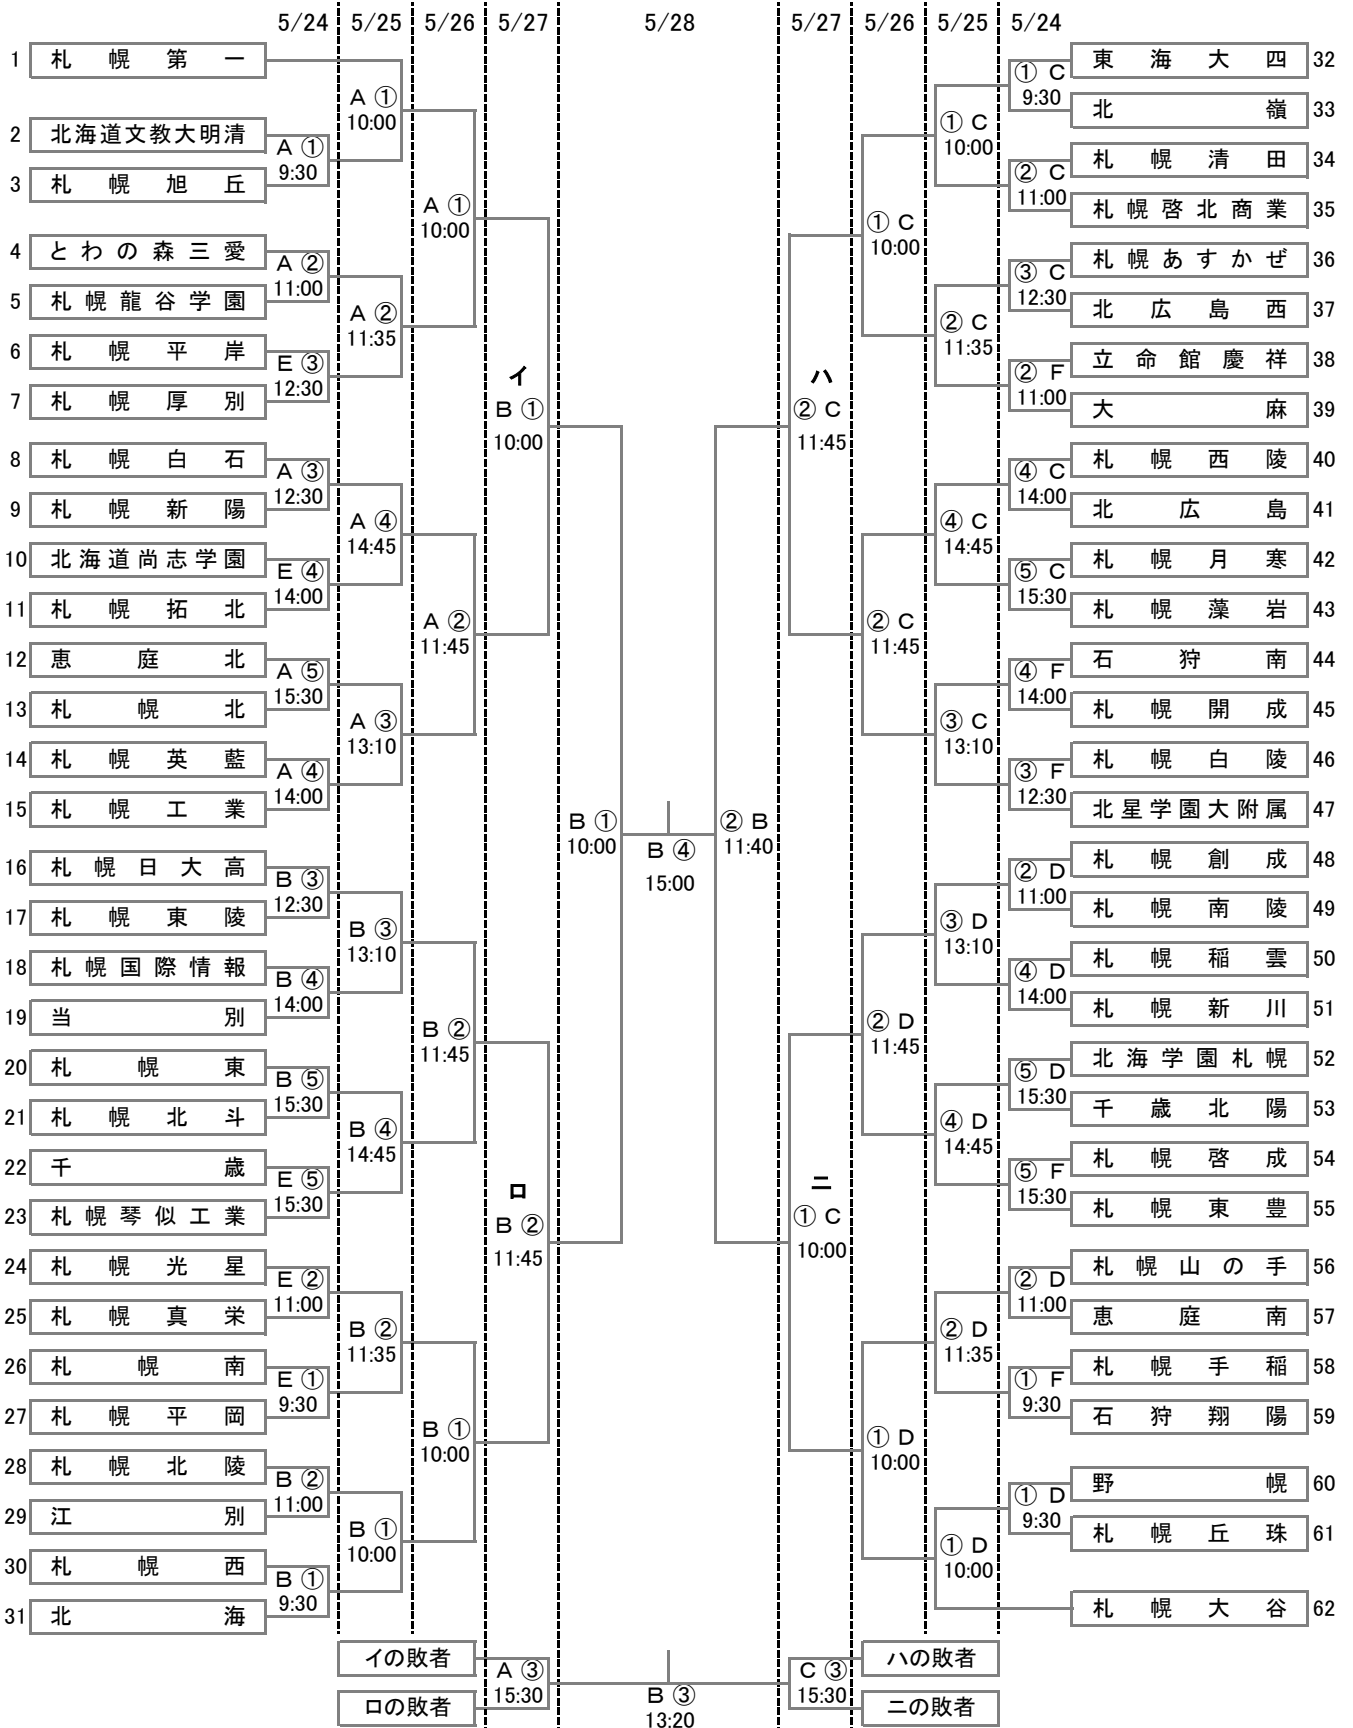 5/24 5/25 5/26 5/27 5/28 5/27 5/26 5/25 5/24
1 札幌第一
2 北海道文教大明清
3 札幌旭丘
4 とわの森三愛
5 札幌龍谷学園
6 札幌平岸
7 札幌厚別
8 札幌白石
9 札幌新陽
10 北海道尚志学園
11 札幌拓北
12 恵庭北
13 札幌北
14 札幌英藍
15 札幌工業
16 札幌日大高
17 札幌東陵
18 札幌国際情報
19 当別
20 札幌東
21 札幌北斗
22 千歳
23 札幌琴似工業
24 札幌光星
25 札幌真栄
26 札幌南
27 札幌平岡
28 札幌北陵
29 江別
30 札幌西
31 北海
A ①
9:30
A ②
11:00
E ③
12:30
A ③
12:30
E ④
14:00
A ⑤
15:30
A ④
14:00
B ③
12:30
B ④
14:00
B ⑤
15:30
E ⑤
15:30
E ②
11:00
E ①
9:30
B ②
11:00
B ①
9:30
A ①
10:00
A ②
11:35
A ④
14:45
A ③
13:10
B ③
13:10
B ④
14:45
B ②
11:35
B ①
10:00
A ①
10:00
A ②
11:45
B ②
11:45
B ①
10:00
イ
B ①
10:00
ロ
B ②
11:45
B ①
10:00
B ④
15:00
② B
11:40
ハ
② C
11:45
ニ
① C
10:00
① C
10:00
② C
11:45
② D
11:45
① D
10:00
① C
10:00
② C
11:35
④ C
14:45
③ C
13:10
③ D
13:10
④ D
14:45
② D
11:35
① D
10:00
① C
9:30
② C
11:00
③ C
12:30
② F
11:00
④ C
14:00
⑤ C
15:30
④ F
14:00
③ F
12:30
② D
11:00
④ D
14:00
⑤ D
15:30
⑤ F
15:30
② D
11:00
① F
9:30
① D
9:30
東海大四 32
北嶺 33
札幌清田 34
札幌啓北商業 35
札幌あすかぜ 36
北広島西 37
立命館慶祥 38
大麻 39
札幌西陵 40
北広島 41
札幌月寒 42
札幌藻岩 43
石狩南 44
札幌開成 45
札幌白陵 46
北星学園大附属 47
札幌創成 48
札幌南陵 49
札幌稲雲 50
札幌新川 51
北海学園札幌 52
千歳北陽 53
札幌啓成 54
札幌東豊 55
札幌山の手 56
恵庭南 57
札幌手稲 58
石狩翔陽 59
野幌 60
札幌丘珠 61
札幌大谷 62
イの敗者
ロの敗者
A ③
15:30
B ③
13:20
C ③
15:30
ハの敗者
ニの敗者